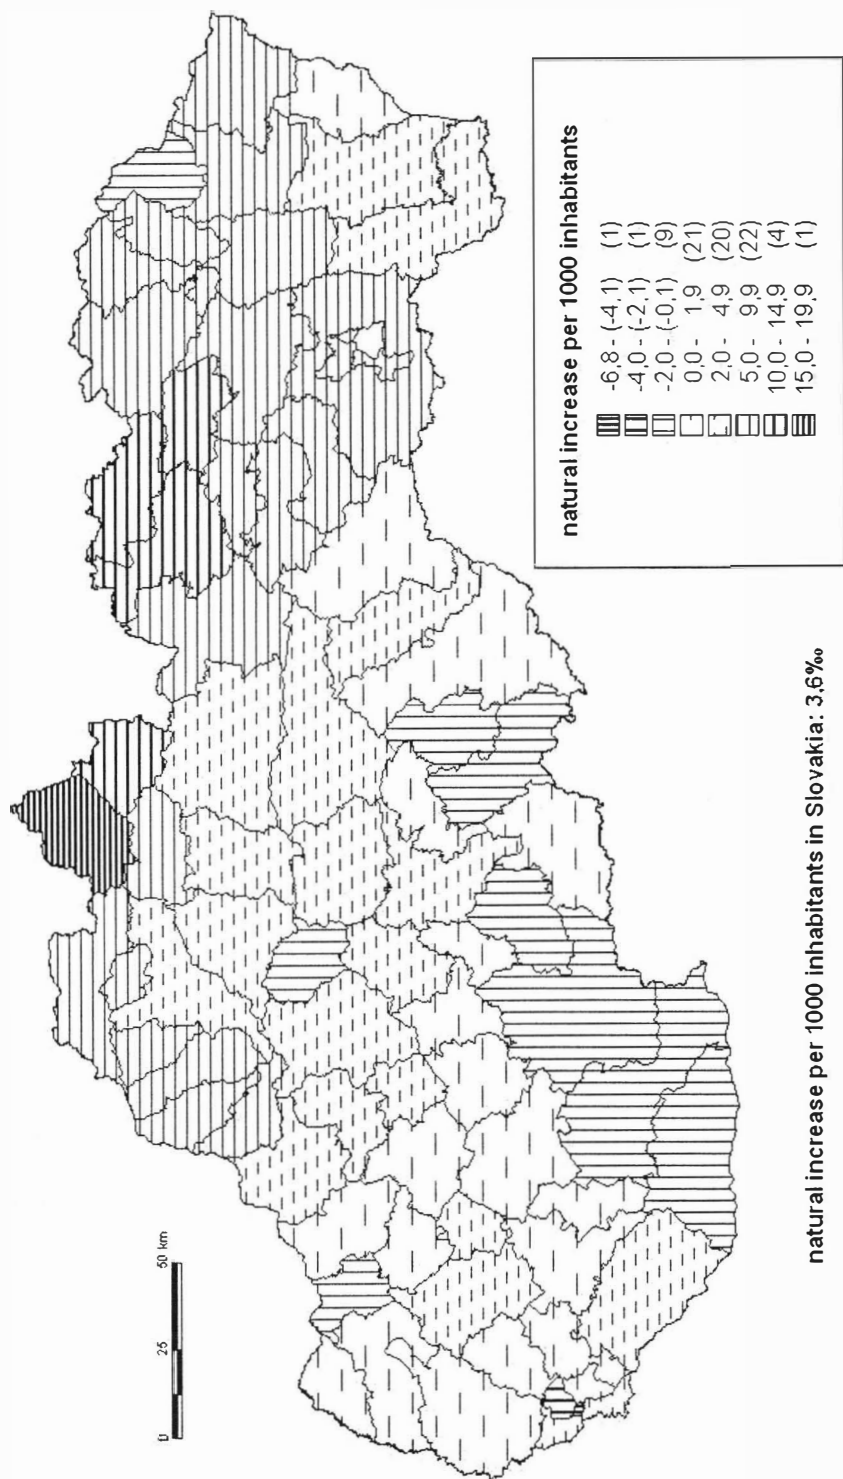 0 25 50 km
natural increase per 1000 inhabitants
-6,8 - (-4,1) (1)
-4,0 - (-2,1) (1)
-2,0 - (-0,1) (9)
0,0 - 1,9 (21)
2,0 - 4,9 (20)
5,0 - 9,9 (22)
10,0 - 14,9 (4)
15,0 - 19,9 (1)
natural increase per 1000 inhabitants in Slovakia: 3,6‰